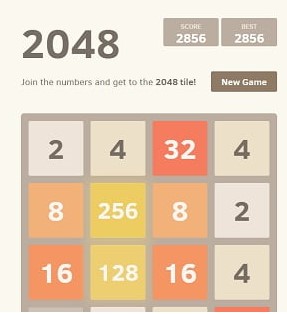 2048
SCORE BEST
2856 2856
Join the numbers and get to the 2048 tile! New Game
2 4 32 4
8 256 8 2
16 128 16 4